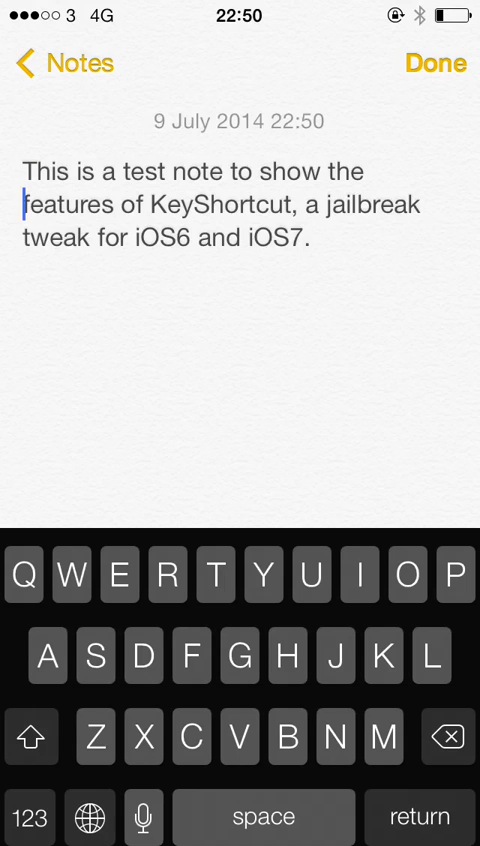 3 4G 22:50
Notes Done
9 July 2014 22:50
This is a test note to show the
features of KeyShortcut, a jailbreak
tweak for iOS6 and iOS7.
Q W E R T Y U I O P
A S D F G H J K L
Z X C V B N M
123 space return